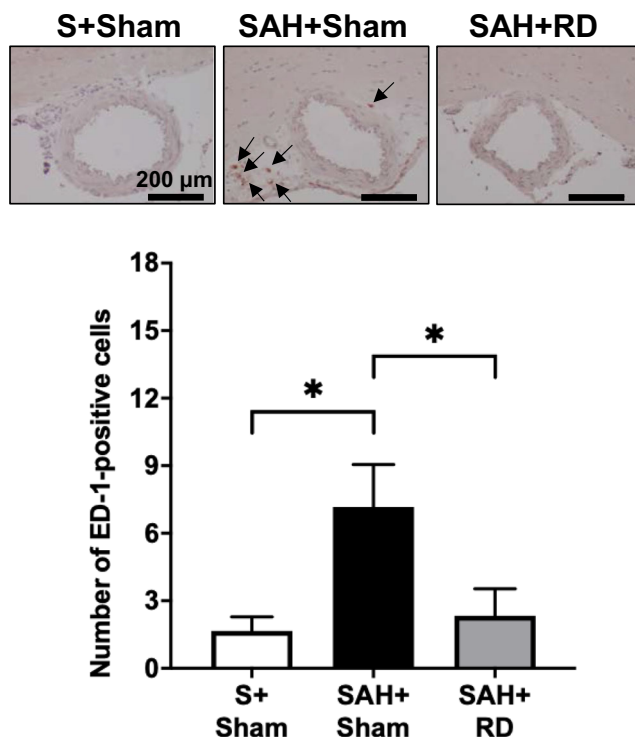 S+Sham SAH+Sham SAH+RD
200 μm
Number of ED-1-positive cells
18
15
12
9
6
3
0
*
*
S+ SAH+ SAH+
Sham Sham RD